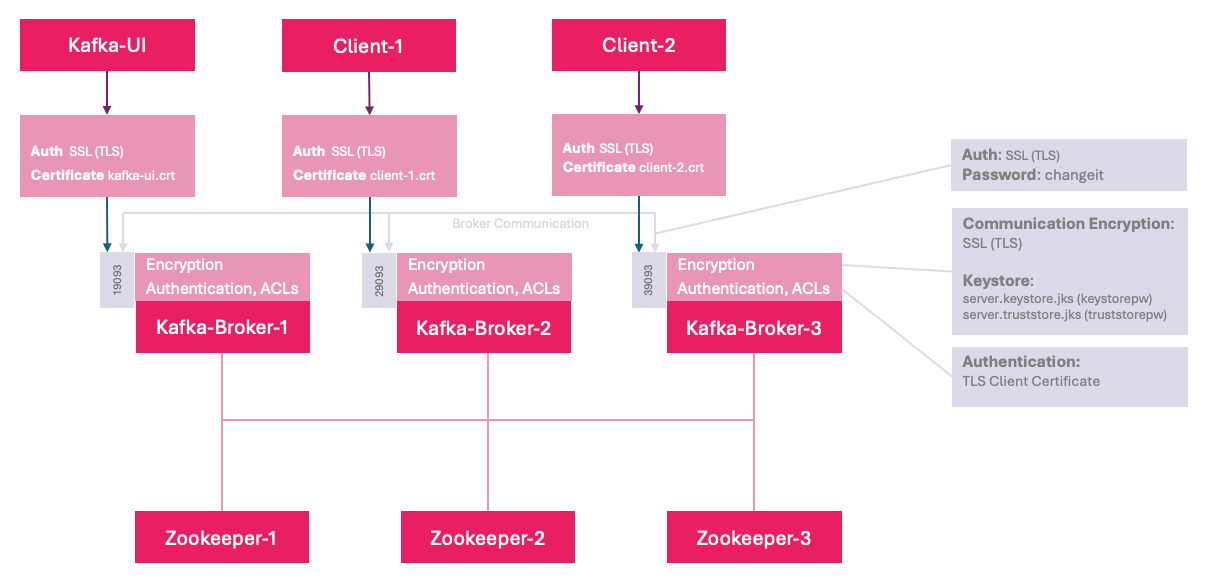 Kafka-UI
Client-1
Client-2
Auth SSL (TLS)
Certificate kafka-ui.crt
Auth SSL (TLS)
Certificate client-1.crt
Auth SSL (TLS)
Certificate client-2.crt
Auth: SSL (TLS)
Password: changeit
Broker Communication
Communication Encryption:
SSL (TLS)
Keystore:
server.keystore.jks (keystorepw)
server.truststore.jks (truststorepw)
Authentication:
TLS Client Certificate
19093
Encryption
Authentication, ACLs
Kafka-Broker-1
29093
Encryption
Authentication, ACLs
Kafka-Broker-2
39093
Encryption
Authentication, ACLs
Kafka-Broker-3
Zookeeper-1
Zookeeper-2
Zookeeper-3